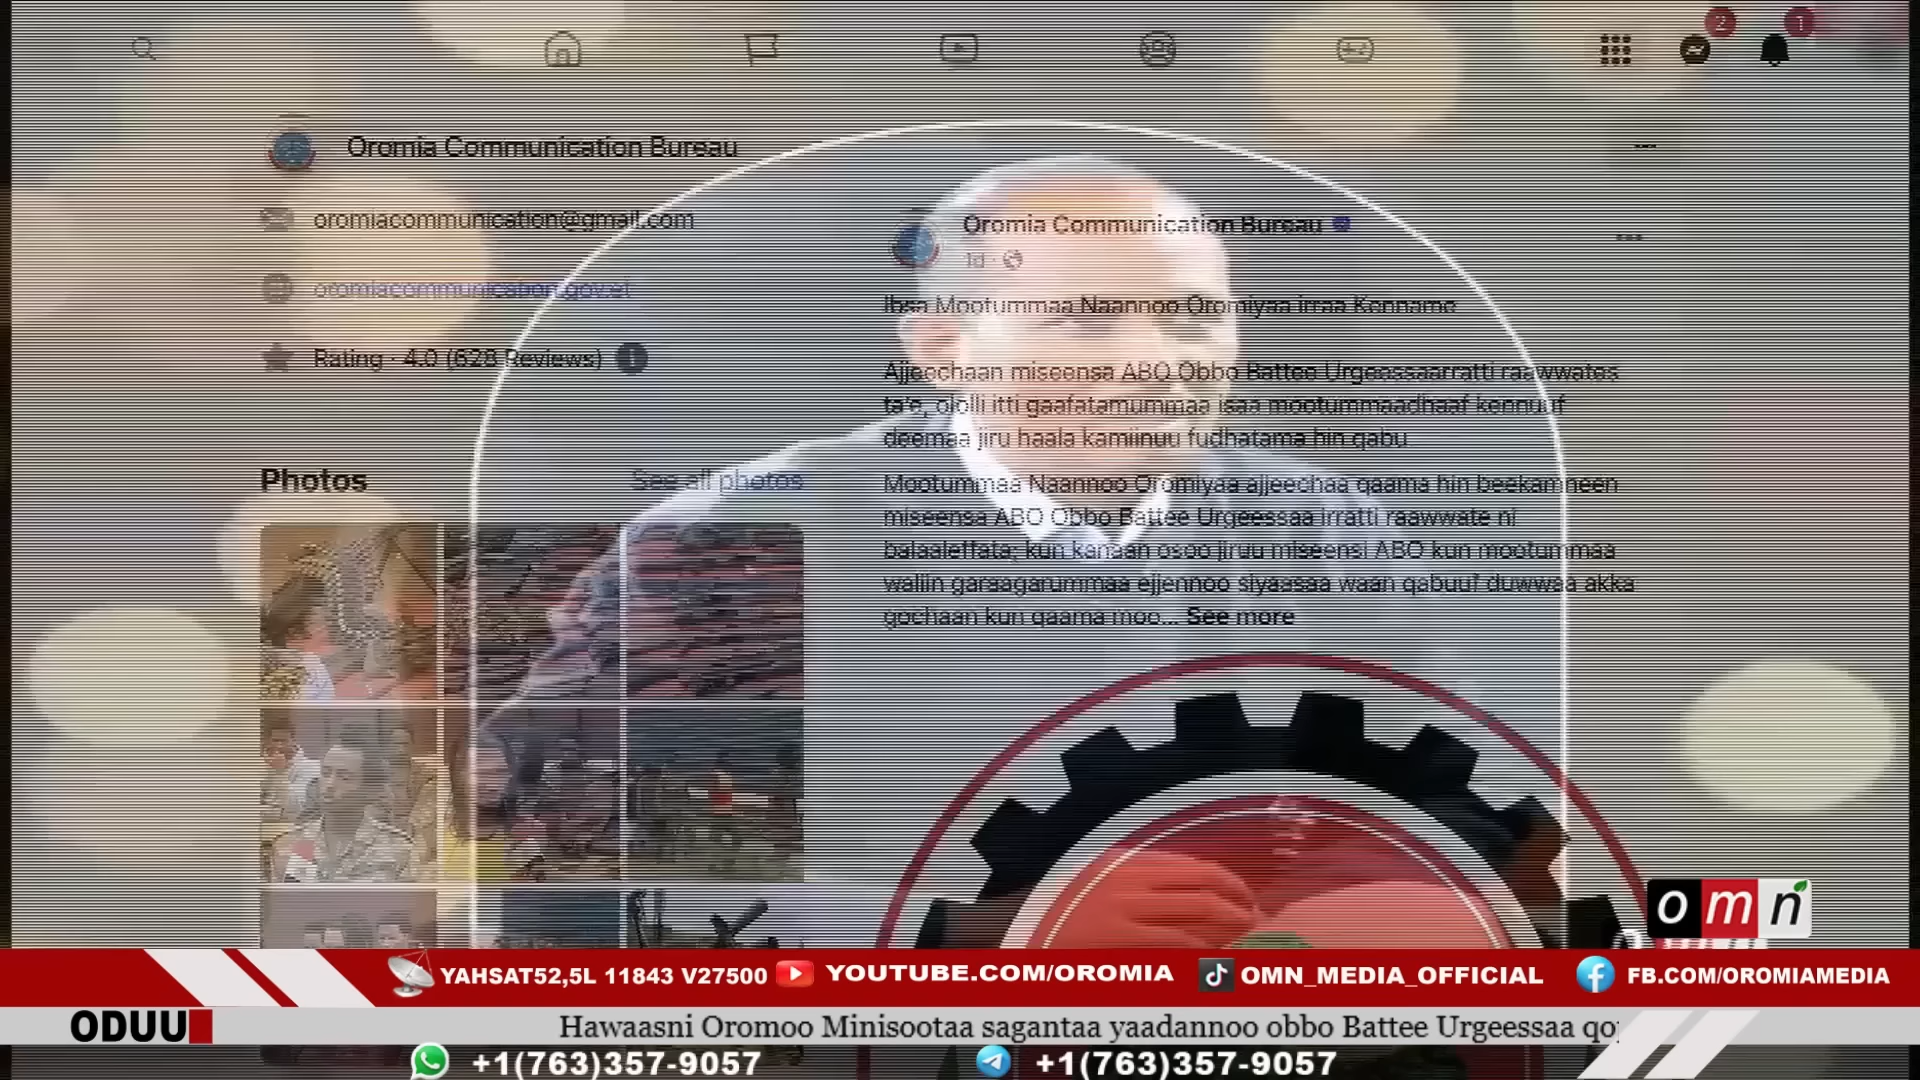 2
1
Oromia Communication Bureau
oromiacommunication@gmail.com
oromiacommunication.gov.et
Rating · 4.0 (628 Reviews)
Photos
See all photos
Oromia Communication Bureau
1d
Ibsa Mootummaa Naannoo Oromiyaa irraa Kenname
Ajjeechaan miseensa ABO Obbo Battee Urgeessaarratti raawwates
ta'e, ololli itti gaafatamummaa isaa mootummaadhaaf kennuuf
deemaa jiru haala kamiinuu fudhatama hin qabu.
Mootummaa Naannoo Oromiyaa ajjeechaa qaama hin beekamneen
miseensa ABO Obbo Battee Urgeessaa irratti raawwate ni
balaaleffata; kun kanaan osoo jiruu miseensi ABO kun mootummaa
waliin garaagarummaa ejjennoo siyaasaa waan qabuuf duwwaa akka
gochaan kun qaama moo... See more
omn
YAHSAT52,5L 11843 V27500
YOUTUBE.COM/OROMIA
OMN_MEDIA_OFFICIAL
FB.COM/OROMIAMEDIA
ODUU
Hawaasni Oromoo Minisootaa sagantaa yaadannoo obbo Battee Urgeessaa
+1(763)357-9057
+1(763)357-9057